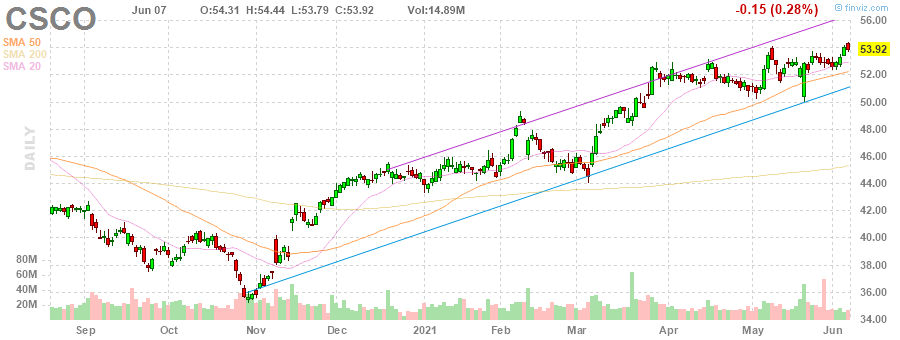 CSCO Jun 07 O:54.31 H:54.44 L:53.79 C:53.92 Vol:14.89M -0.15 (0.28%) © finviz.com
SMA 50
SMA 200
SMA 20
DAILY
56.00
53.92
52.00
50.00
48.00
46.00
44.00
42.00
40.00
80M 38.00
60M
40M
20M
36.00
34.00
Sep Oct Nov Dec 2021 Feb Mar Apr May Jun